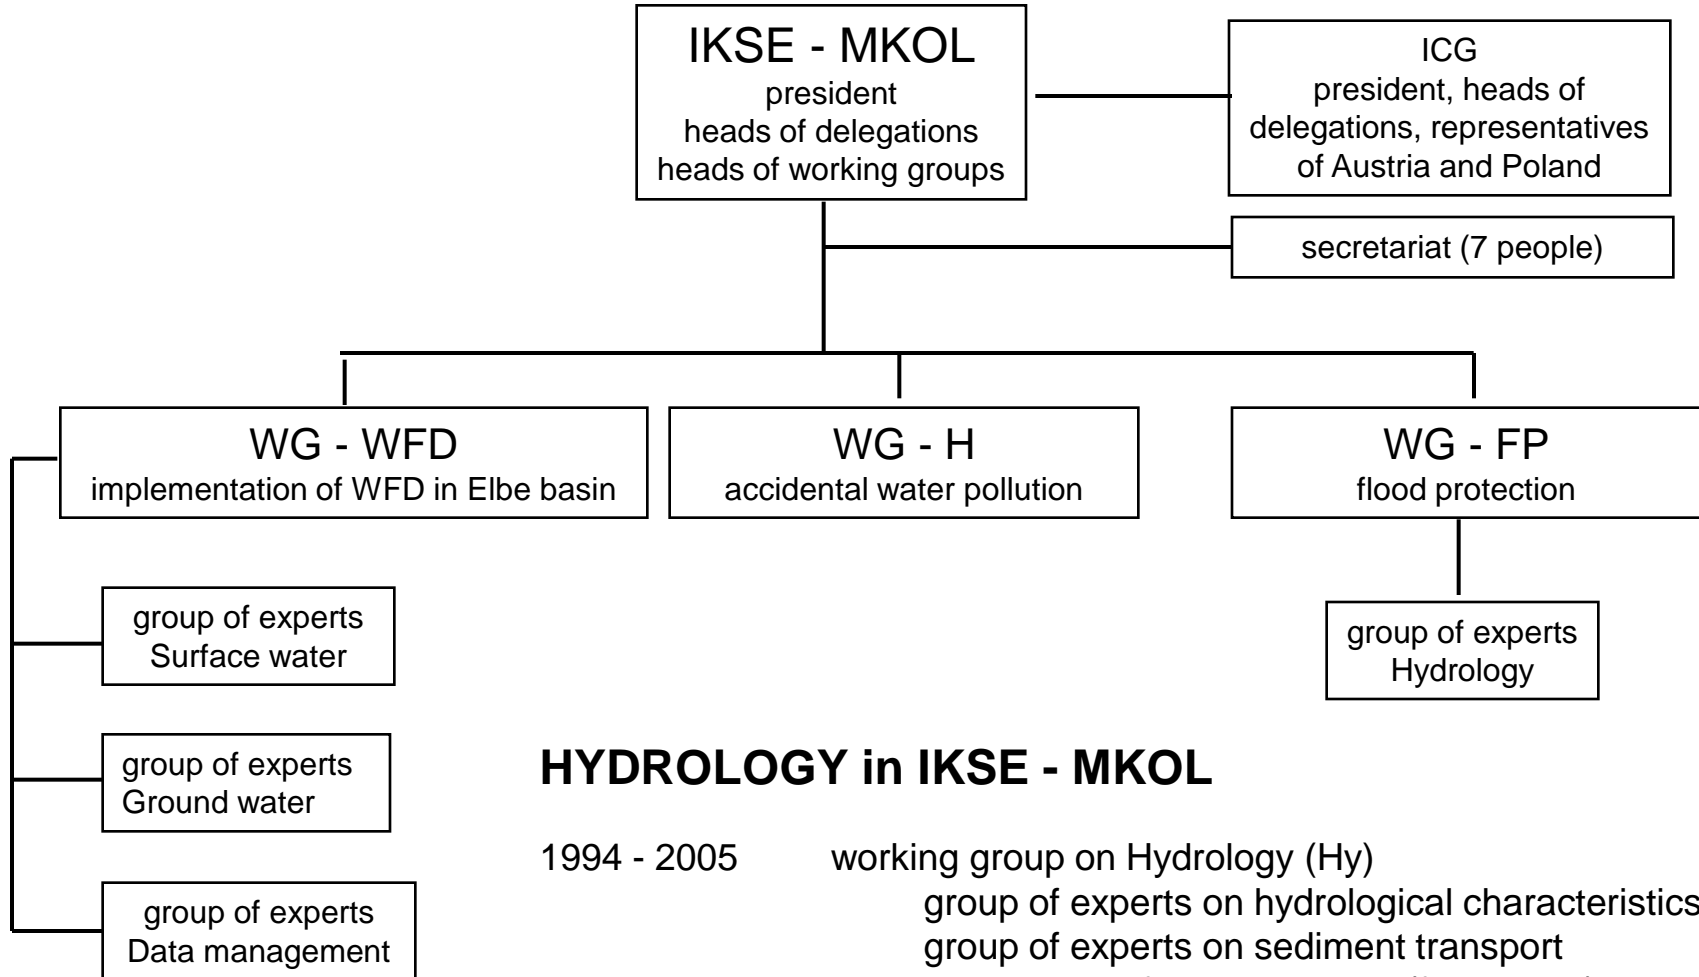 IKSE - MKOL
president
heads of delegations
heads of working groups
ICG
president, heads of
delegations, representatives
of Austria and Poland
secretariat (7 people)
WG - WFD
implementation of WFD in Elbe basin
WG - H
accidental water pollution
WG - FP
flood protection
group of experts
Surface water
group of experts
Ground water
group of experts
Data management
group of experts
Hydrology
HYDROLOGY in IKSE - MKOL
1994 - 2005 working group on Hydrology (Hy)
group of experts on hydrological characteristics
group of experts on sediment transport